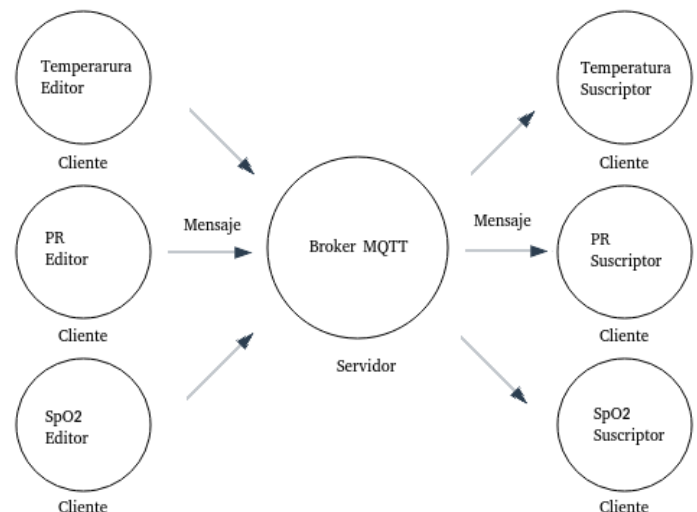 Temperarura
Editor
Cliente
PR
Editor
Cliente
SpO2
Editor
Cliente
Mensaje
Broker MQTT
Servidor
Mensaje
Temperatura
Suscriptor
Cliente
PR
Suscriptor
Cliente
SpO2
Suscriptor
Cliente